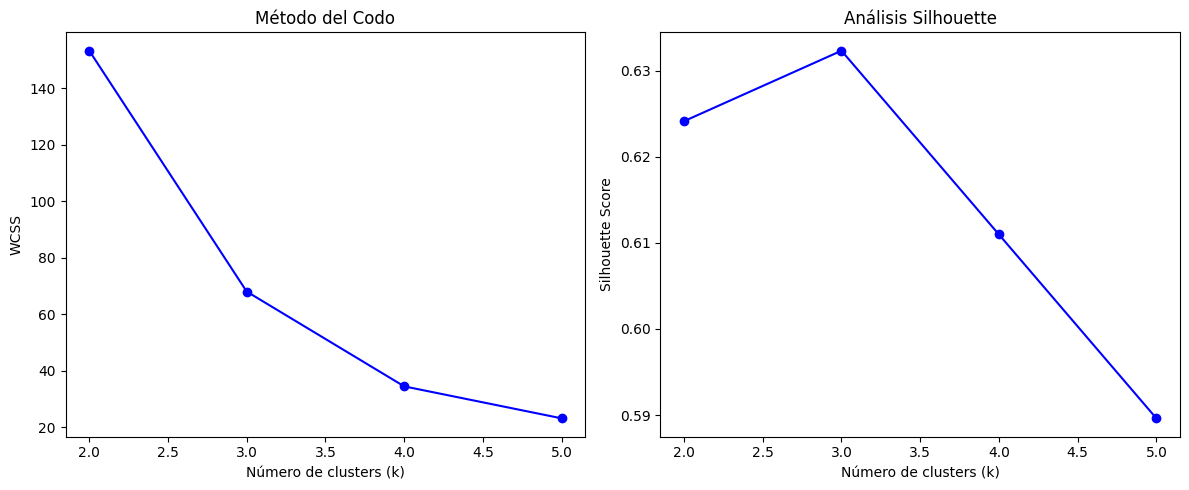 Método del Codo
140
120
100
80
60
40
20
WCSS
2.0 2.5 3.0 3.5 4.0 4.5 5.0
Número de clusters (k)
Análisis Silhouette
0.63
0.62
0.61
0.60
0.59
Silhouette Score
2.0 2.5 3.0 3.5 4.0 4.5 5.0
Número de clusters (k)